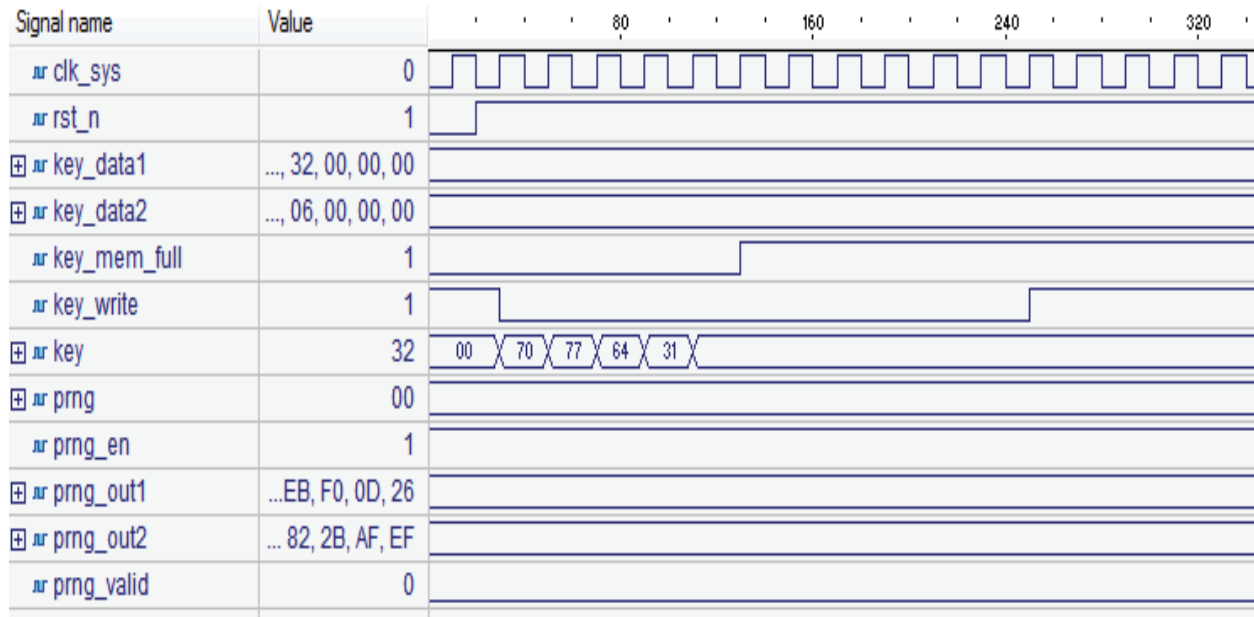 Signal name Value 80 160 240 320
clk_sys 0
rst_n 1
key_data1 ..., 32, 00, 00, 00
key_data2 ..., 06, 00, 00, 00
key_mem_full 1
key_write 1
key 32 00 70 77 64 31
prng 00
prng_en 1
prng_out1 ...EB, F0, 0D, 26
prng_out2 ... 82, 2B, AF, EF
prng_valid 0